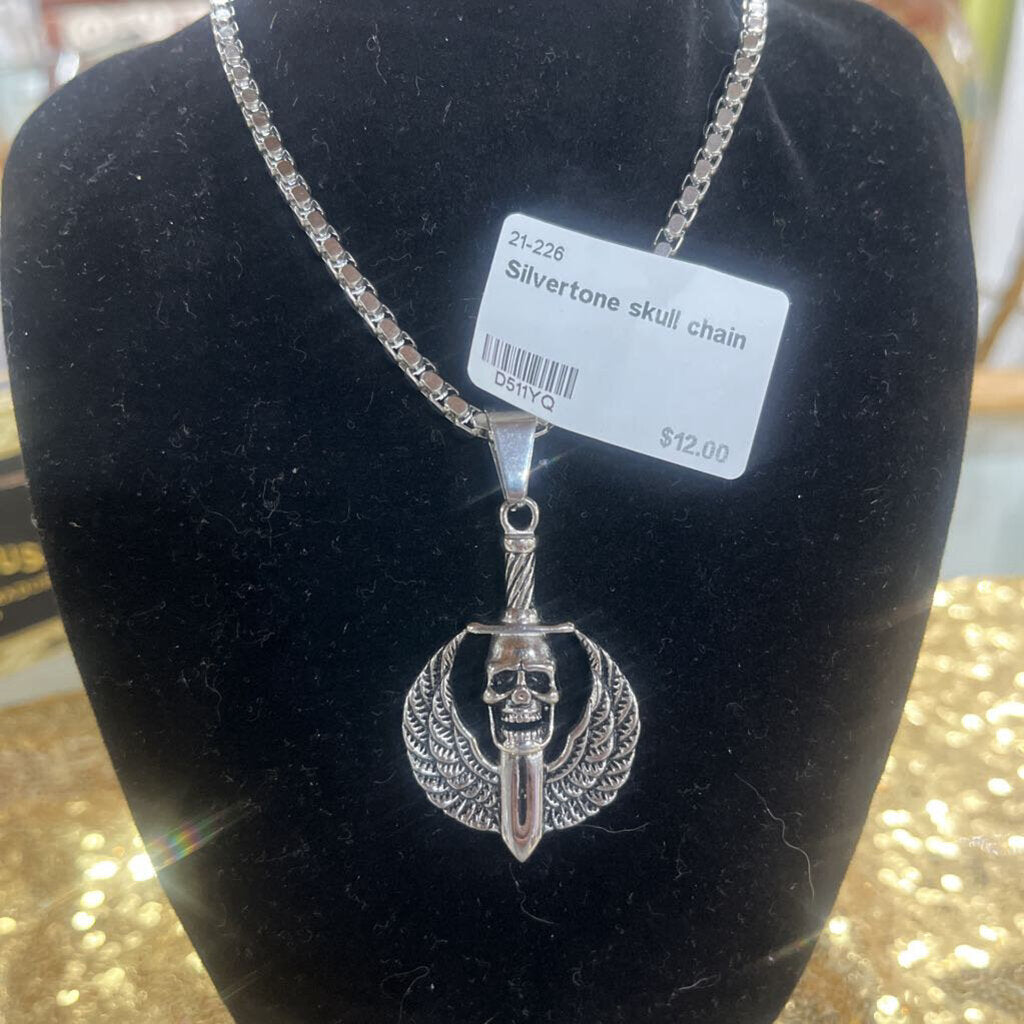 21-226
Silvertone skull chain
D511YQ
$12.00